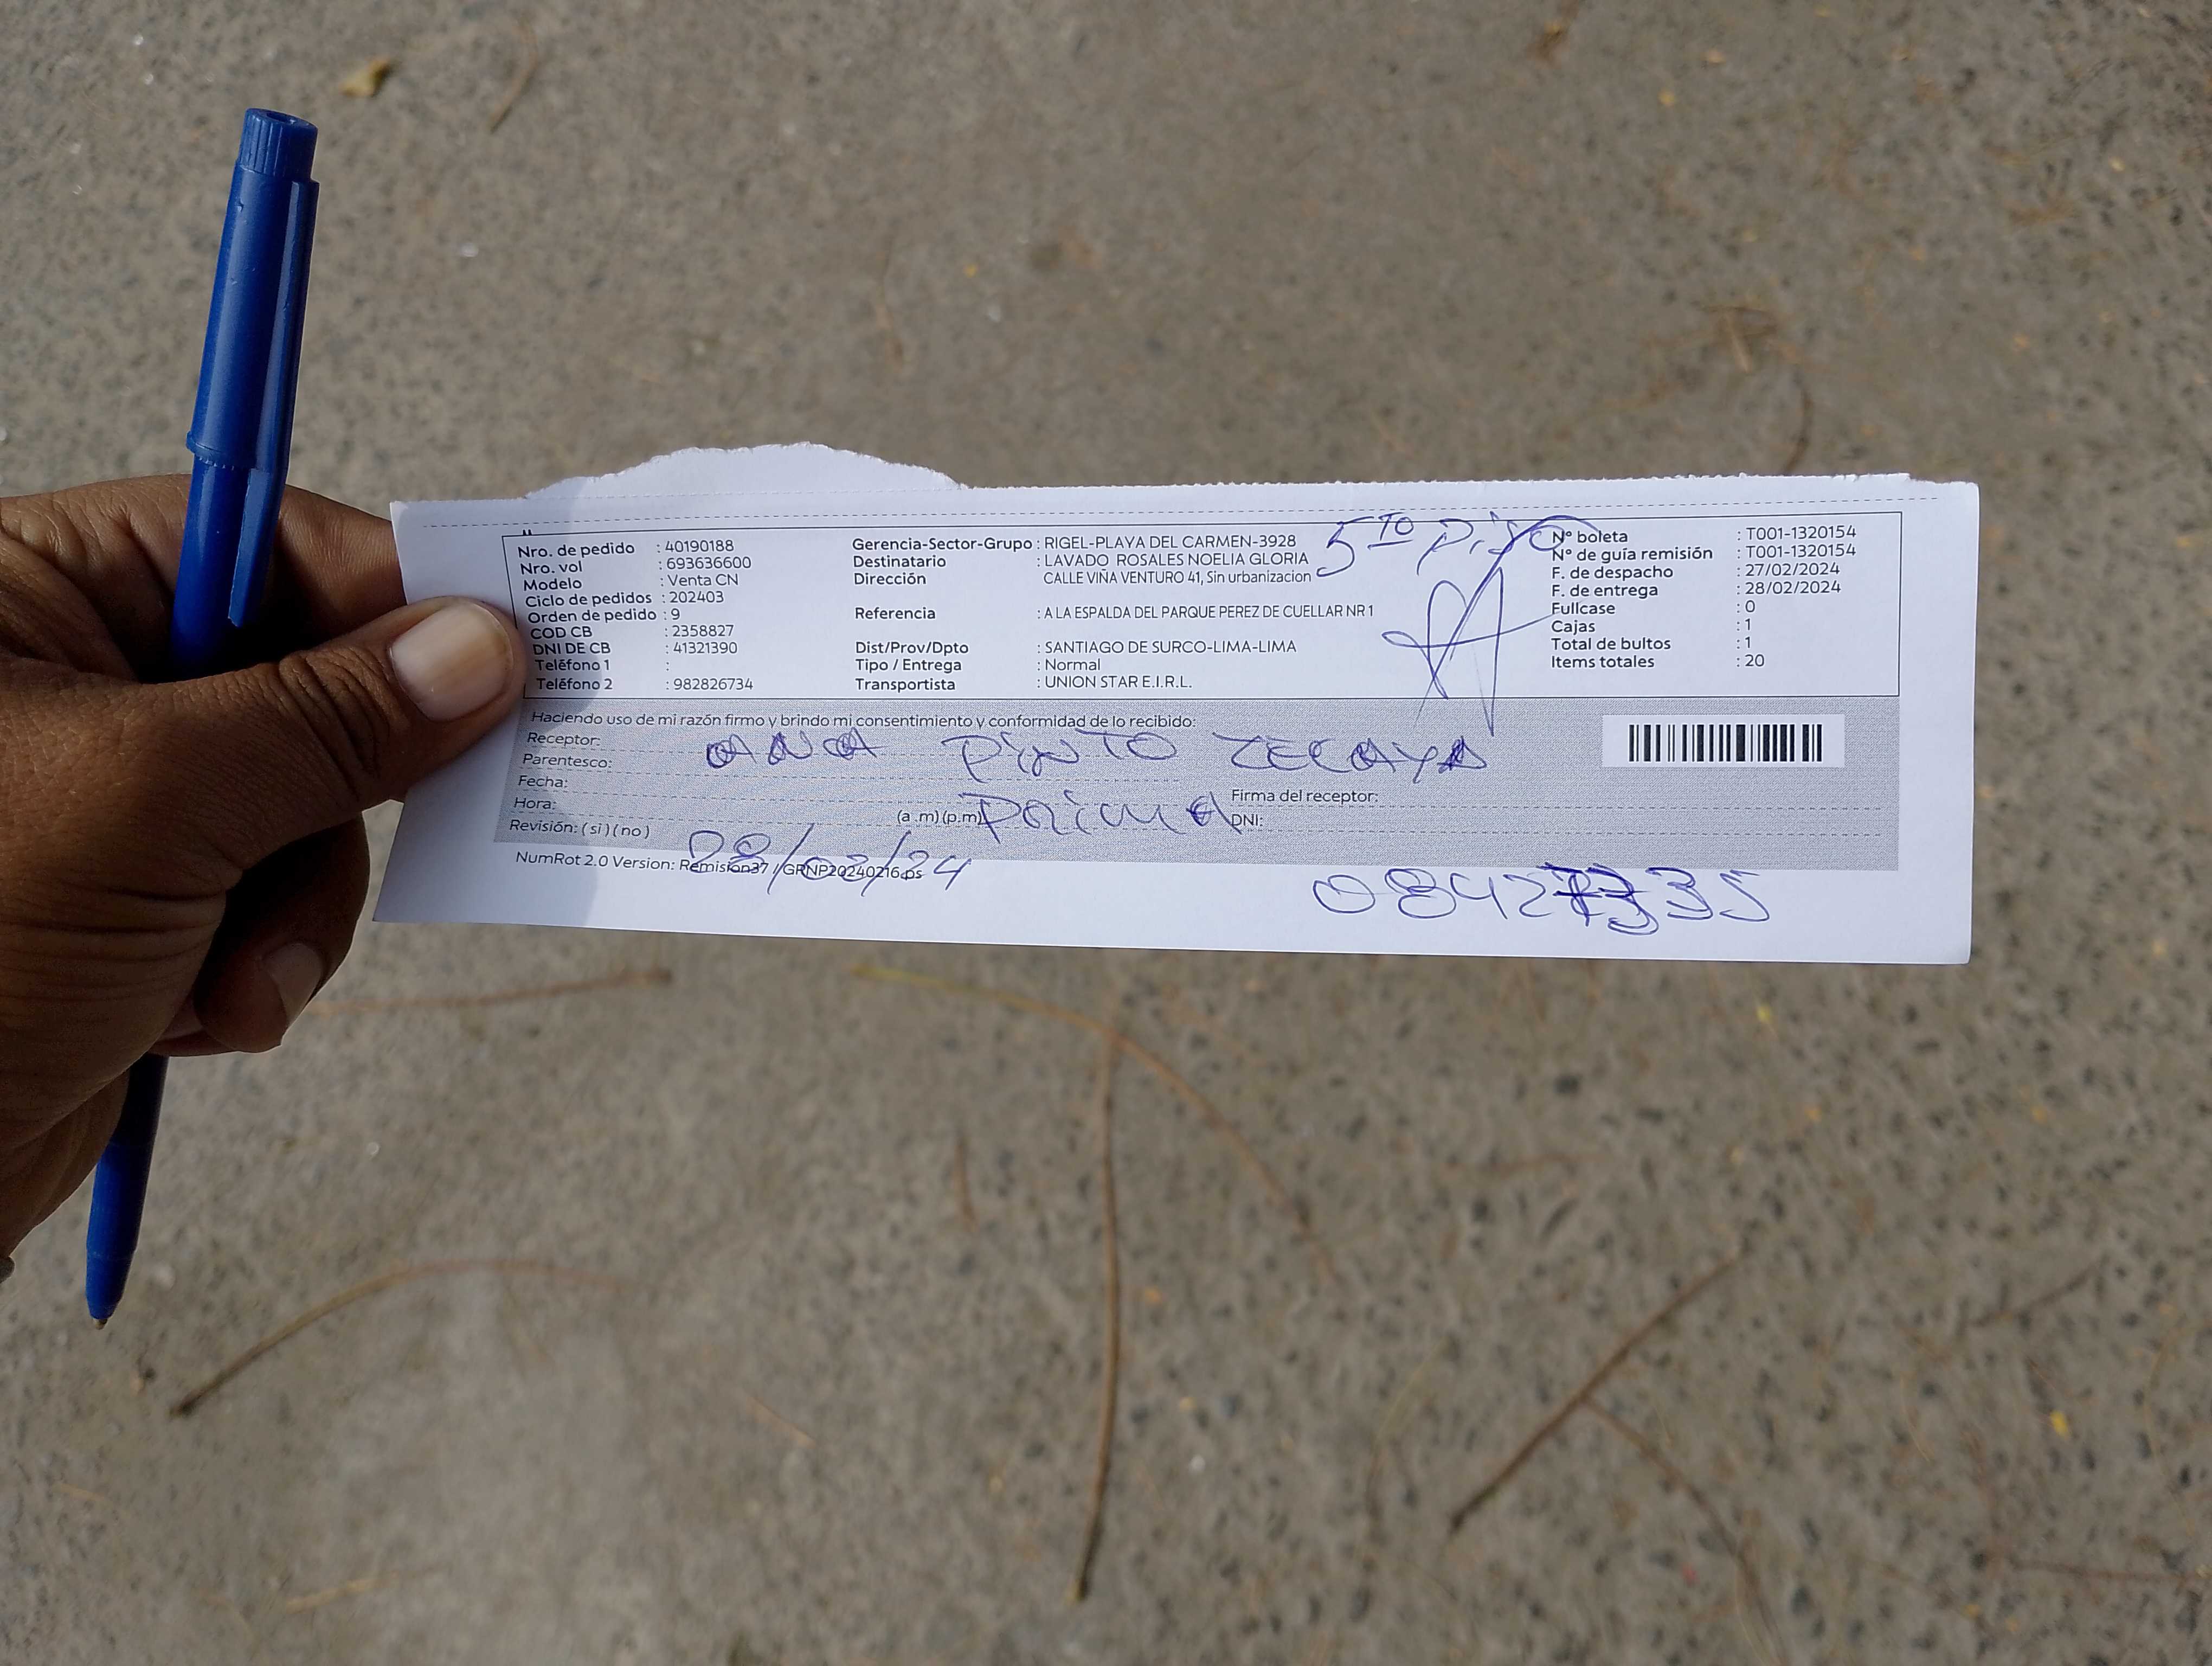 Nro. de pedido : 40190188
Nro. vol : 693636600
Modelo : Venta CN
Ciclo de pedidos : 202403
Orden de pedido : 9
COD CB : 2358827
DNI DE CB : 41321390
Teléfono 1 :
Teléfono 2 : 982826734
Gerencia-Sector-Grupo : RIGEL-PLAYA DEL CARMEN-3928
Destinatario : LAVADO ROSALES NOELIA GLORIA
Dirección CALLE VIÑA VENTURO 41, Sin urbanizacion
Referencia : A LA ESPALDA DEL PARQUE PEREZ DE CUELLAR NR 1
Dist/Prov/Dpto : SANTIAGO DE SURCO-LIMA-LIMA
Tipo / Entrega : Normal
Transportista : UNION STAR E.I.R.L.
5TO Piso
Nº boleta : T001-1320154
Nº de guía remisión : T001-1320154
F. de despacho : 27/02/2024
F. de entrega : 28/02/2024
Fullcase : 0
Cajas : 1
Total de bultos : 1
Items totales : 20
Haciendo uso de mi razón firmo y brindo mi consentimiento y conformidad de lo recibido:
Receptor: ANA PINTO
Parentesco:
Fecha:
Hora: (a .m) (p.m) Prima
Firma del receptor:
DNI:
Revisión: ( si ) ( no )
28/02/24
NumRot 2.0 Version: Remision37 / GRNP20240216.ps